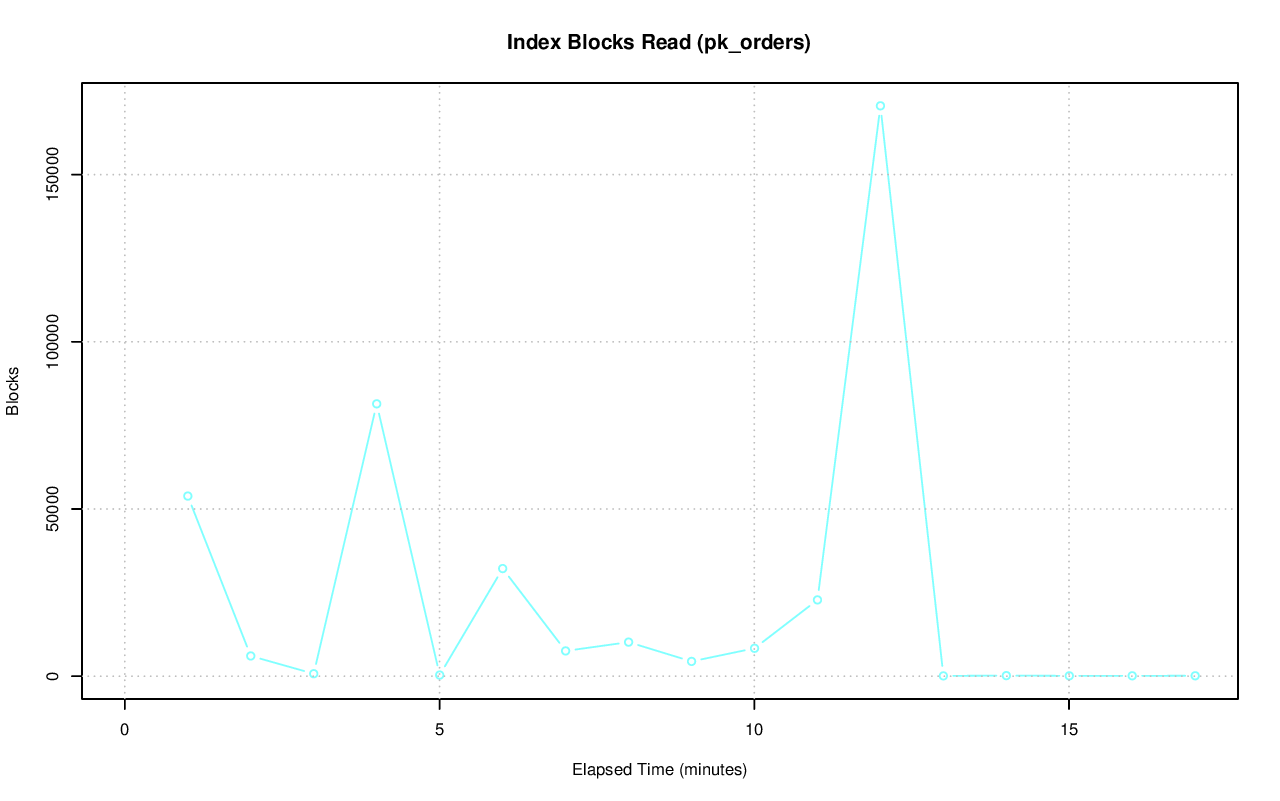 Index Blocks Read (pk_orders)
150000
100000
50000
0
Blocks
0 5 10 15
Elapsed Time (minutes)